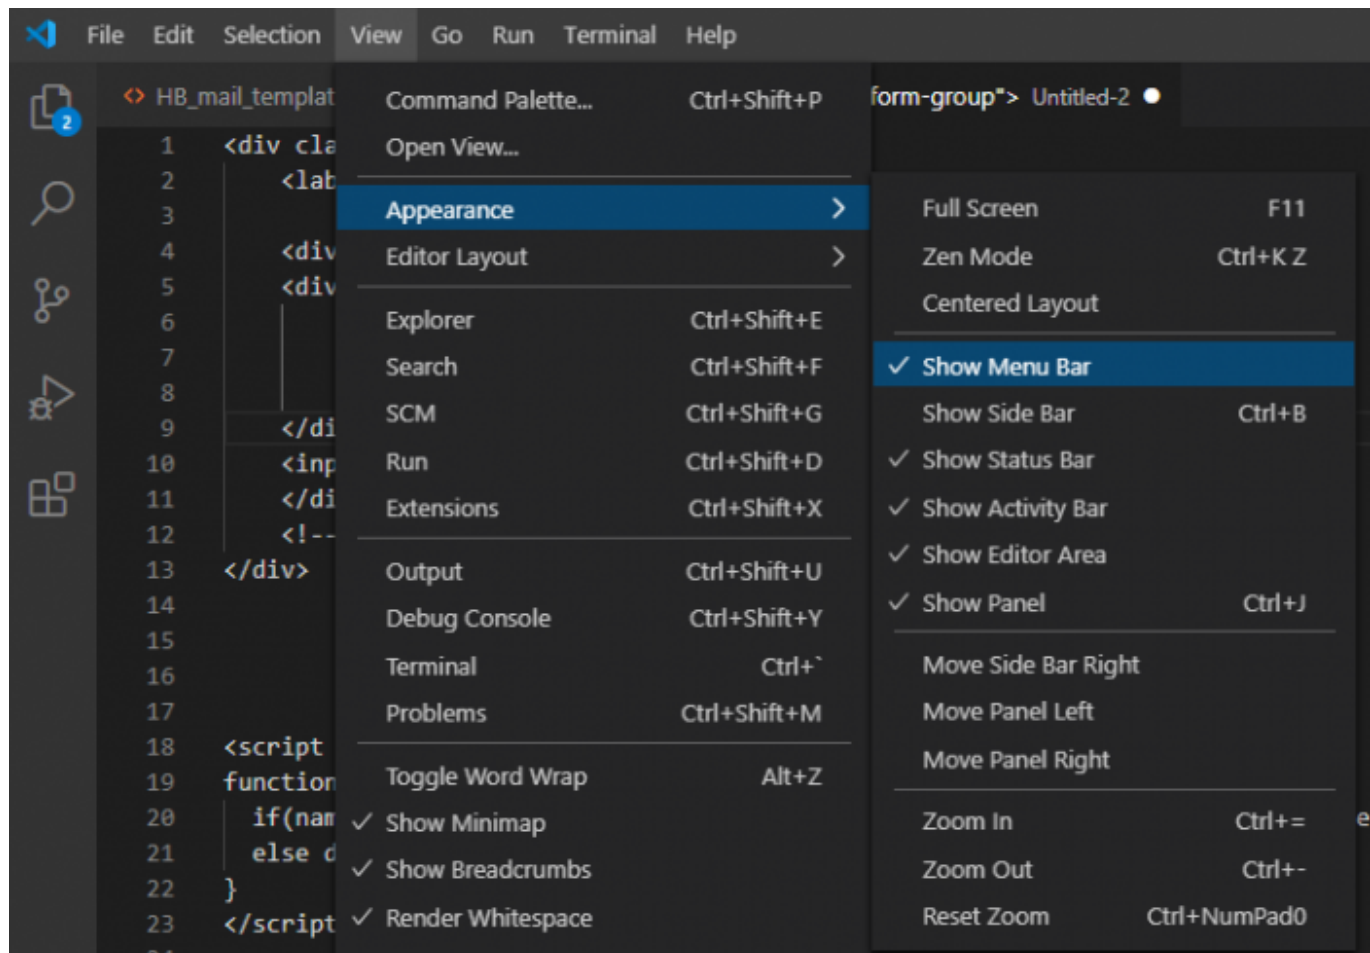 File Edit Selection View Go Run Terminal Help
HB_mail_templat
form-group"> Untitled-2
2
1 <div cla
2 <lab
3
4 <div
5 <div
6
7
8
9 </di
10 <inp
11 </di
12 <!--
13 </div>
14
15
16
17
18 <script
19 function
20 if(nam
21 else d
22 }
23 </script
Command Palette... Ctrl+Shift+P
Open View...
Appearance
Editor Layout
Explorer Ctrl+Shift+E
Search Ctrl+Shift+F
SCM Ctrl+Shift+G
Run Ctrl+Shift+D
Extensions Ctrl+Shift+X
Output Ctrl+Shift+U
Debug Console Ctrl+Shift+Y
Terminal Ctrl+`
Problems Ctrl+Shift+M
Toggle Word Wrap Alt+Z
Show Minimap
Show Breadcrumbs
Render Whitespace
Full Screen F11
Zen Mode Ctrl+K Z
Centered Layout
Show Menu Bar
Show Side Bar Ctrl+B
Show Status Bar
Show Activity Bar
Show Editor Area
Show Panel Ctrl+J
Move Side Bar Right
Move Panel Left
Move Panel Right
Zoom In Ctrl+=
Zoom Out Ctrl+-
Reset Zoom Ctrl+NumPad0
e